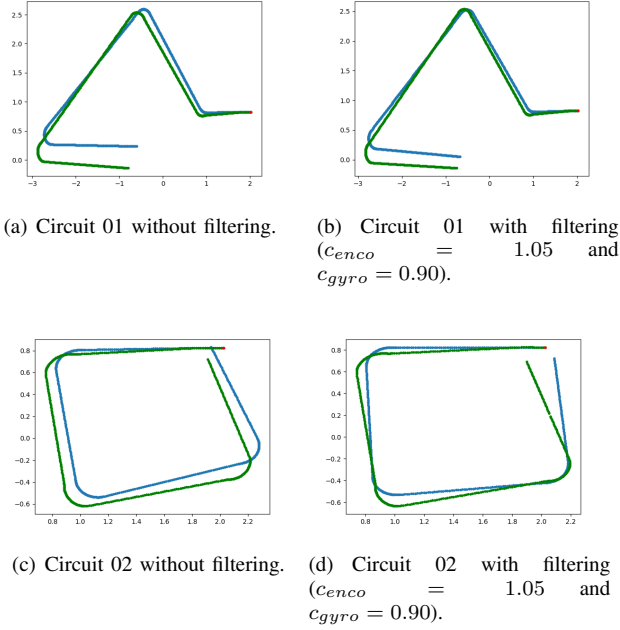 2.5
2.0
1.5
1.0
0.5
0.0
−3 −2 −1 0 1 2
2.5
2.0
1.5
1.0
0.5
0.0
−3 −2 −1 0 1 2
(a) Circuit 01 without filtering.
(b) Circuit 01 with filtering
(c_enco = 1.05 and
c_gyro = 0.90).
0.8
0.6
0.4
0.2
0.0
−0.2
−0.4
−0.6
0.8 1.0 1.2 1.4 1.6 1.8 2.0 2.2
0.8
0.6
0.4
0.2
0.0
−0.2
−0.4
−0.6
0.8 1.0 1.2 1.4 1.6 1.8 2.0 2.2
(c) Circuit 02 without filtering.
(d) Circuit 02 with filtering
(c_enco = 1.05 and
c_gyro = 0.90).